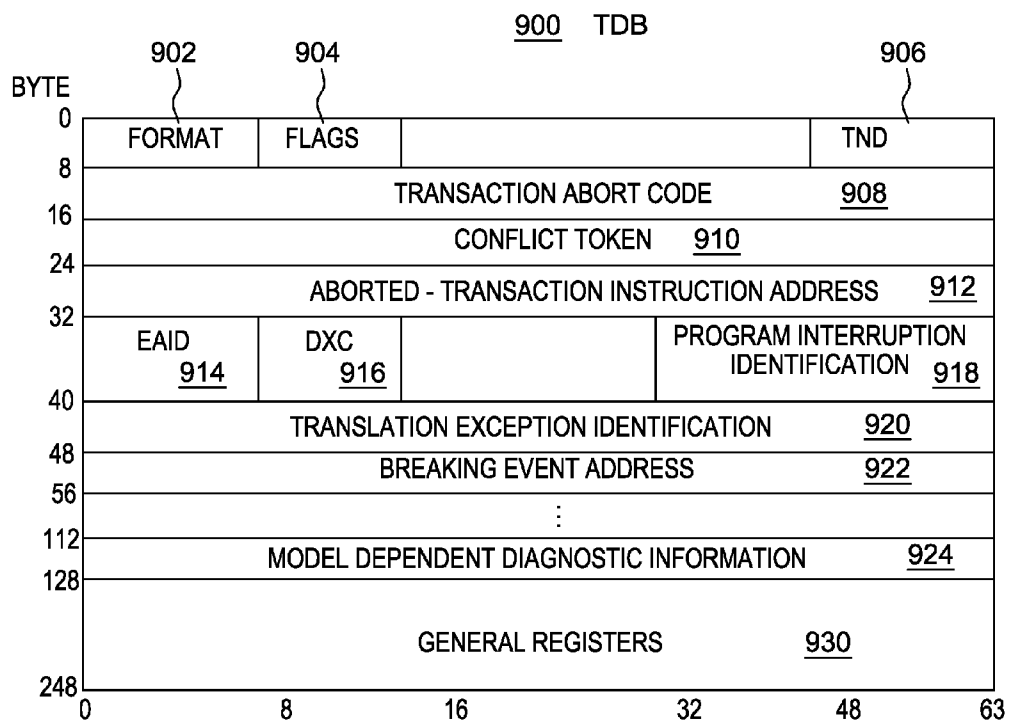 900 TDB
902 904 906
BYTE
0
FORMAT FLAGS TND
8
TRANSACTION ABORT CODE 908
16
CONFLICT TOKEN 910
24
ABORTED - TRANSACTION INSTRUCTION ADDRESS 912
32
EAID 914
DXC 916
PROGRAM INTERRUPTION
IDENTIFICATION 918
40
TRANSLATION EXCEPTION IDENTIFICATION 920
48
BREAKING EVENT ADDRESS 922
56
⋮
112
MODEL DEPENDENT DIAGNOSTIC INFORMATION 924
128
GENERAL REGISTERS 930
248
0 8 16 32 48 63